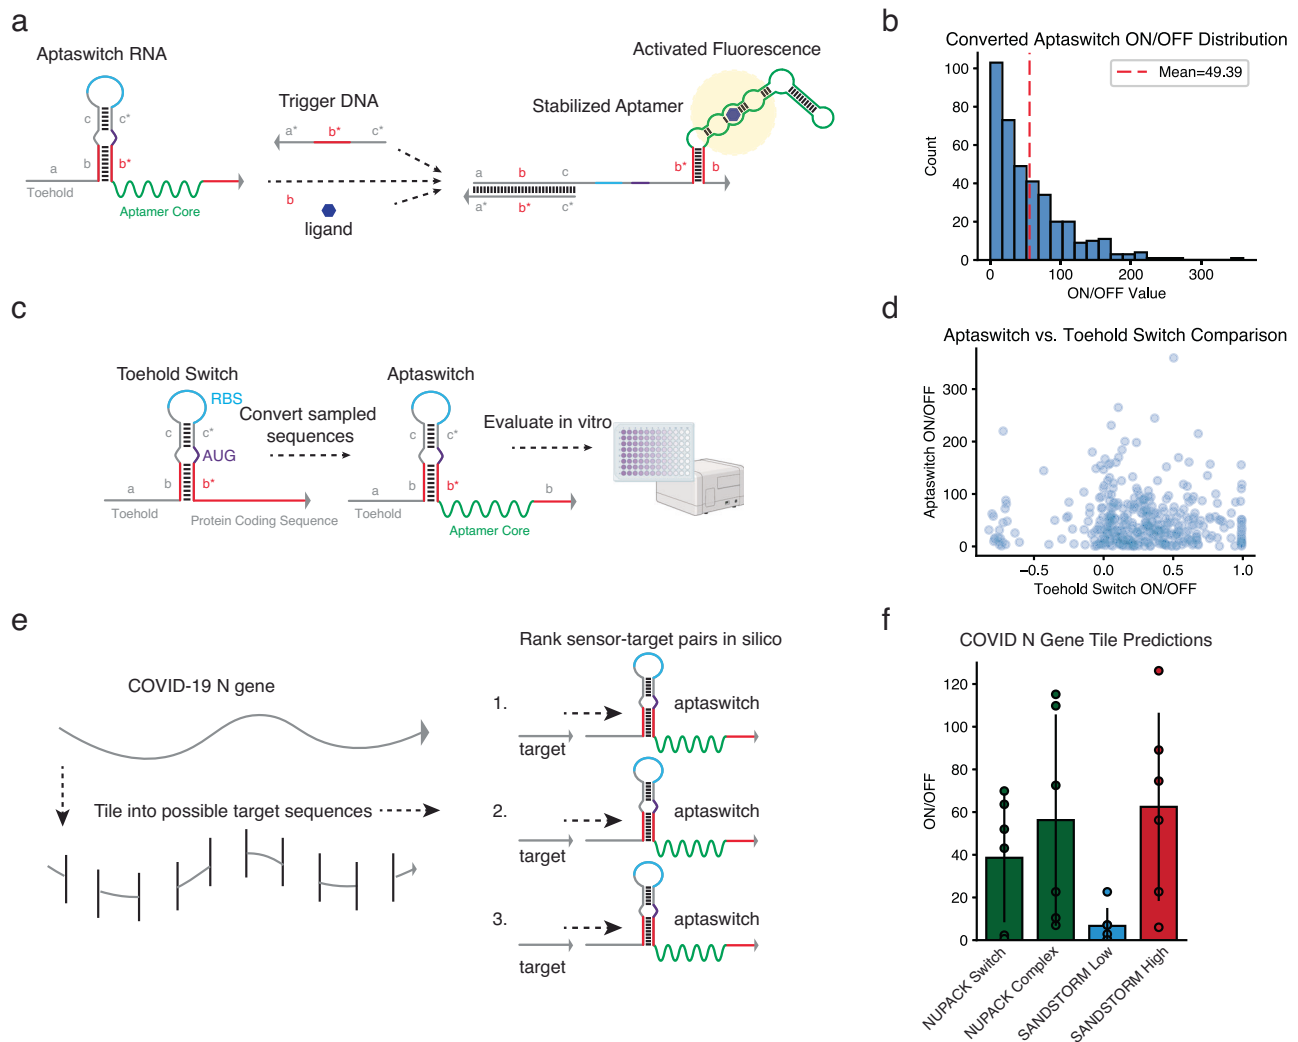 a
Aptaswitch RNA
c
c*
a
b
b*
Toehold
Aptamer Core
Trigger DNA
a*
b*
c*
b
ligand
Activated Fluorescence
Stabilized Aptamer
a
b
c
b*
b
a*
b*
c*
b
Converted Aptaswitch ON/OFF Distribution
Mean=49.39
Count
100
80
60
40
20
0
0
100
200
300
ON/OFF Value
c
Toehold Switch
RBS
c
c*
AUG
a
b
b*
Toehold
Protein Coding Sequence
Convert sampled
sequences
Aptaswitch
c
c*
a
b
b*
b
Toehold
Aptamer Core
Evaluate in vitro
d
Aptaswitch vs. Toehold Switch Comparison
Aptaswitch ON/OFF
300
200
100
0
−0.5
0.0
0.5
1.0
Toehold Switch ON/OFF
e
COVID-19 N gene
Tile into possible target sequences
Rank sensor-target pairs in silico
1.
target
aptaswitch
2.
target
aptaswitch
3.
target
aptaswitch
f
COVID N Gene Tile Predictions
ON/OFF
120
100
80
60
40
20
0
NUPACK Switch
NUPACK Complex
SANDSTORM Low
SANDSTORM High